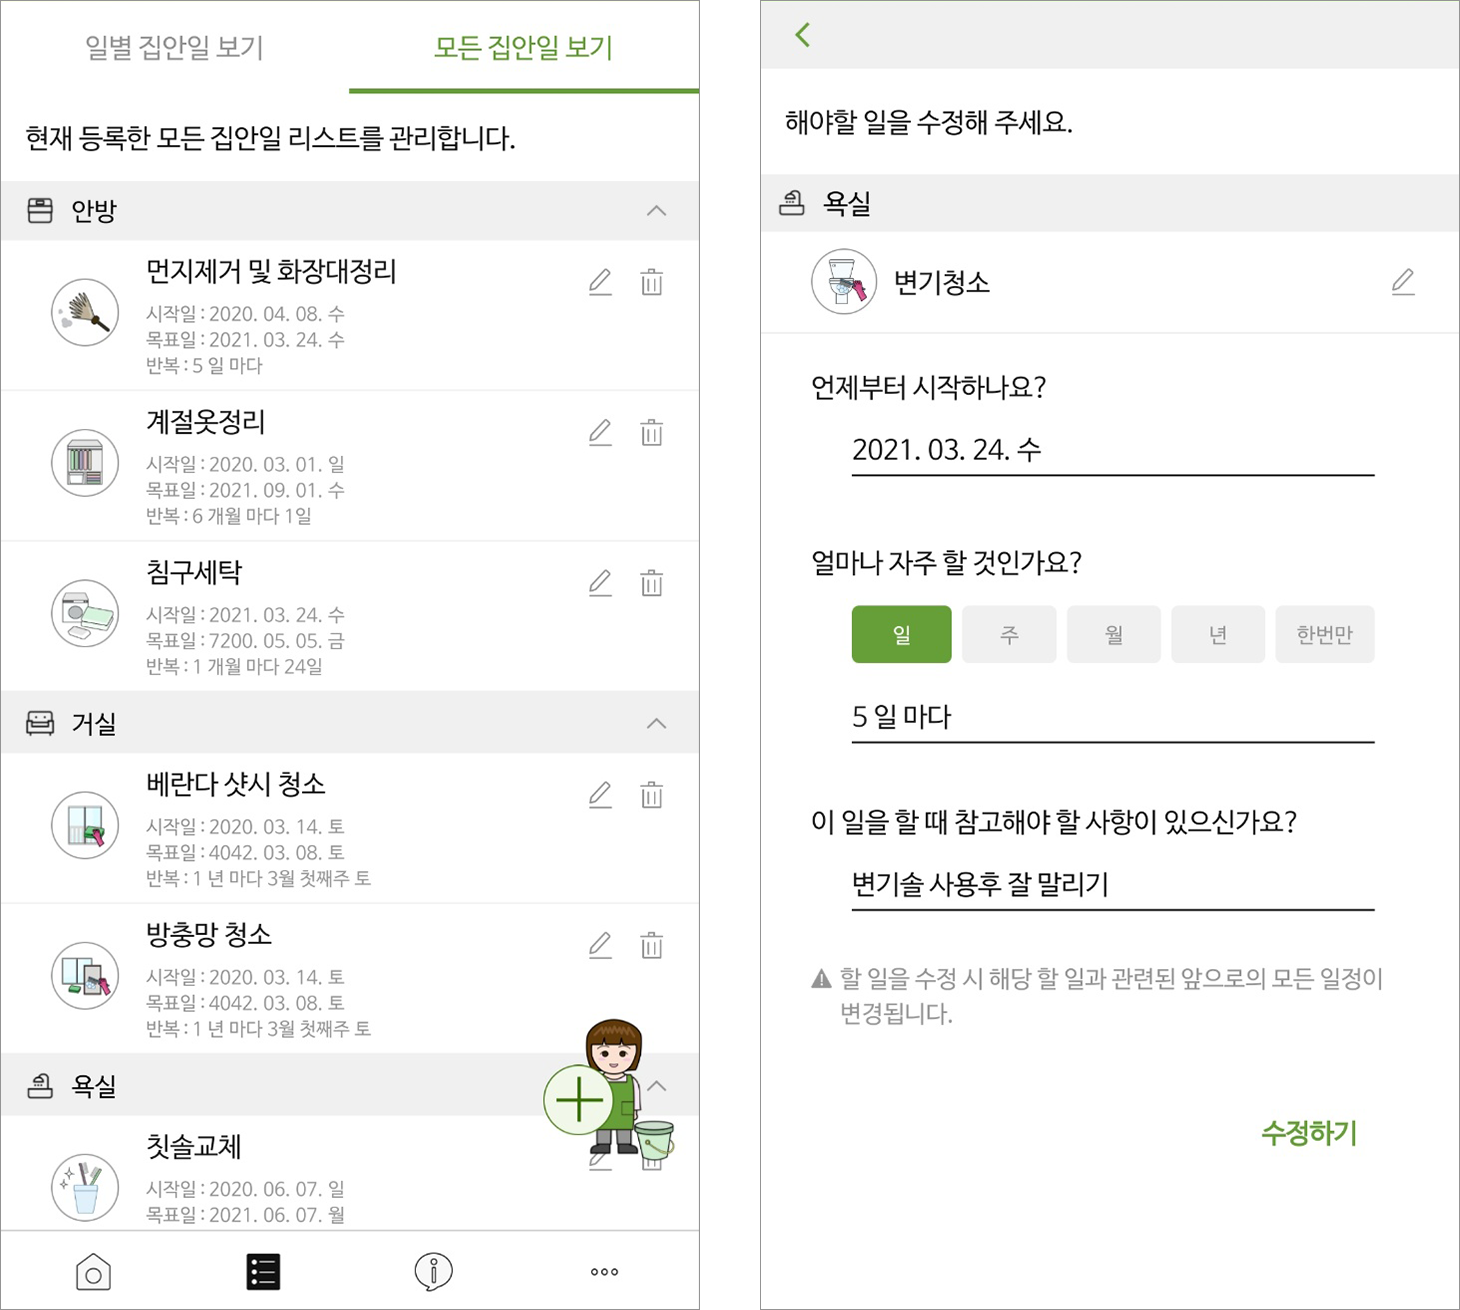 일별 집안일 보기
모든 집안일 보기
현재 등록한 모든 집안일 리스트를 관리합니다.
안방
먼지제거 및 화장대정리
시작일 : 2020. 04. 08. 수
목표일 : 2021. 03. 24. 수
반복 : 5 일 마다
계절옷정리
시작일 : 2020. 03. 01. 일
목표일 : 2021. 09. 01. 수
반복 : 6 개월 마다 1일
침구세탁
시작일 : 2021. 03. 24. 수
목표일 : 7200. 05. 05. 금
반복 : 1 개월 마다 24일
거실
베란다 샷시 청소
시작일 : 2020. 03. 14. 토
목표일 : 4042. 03. 08. 토
반복 : 1 년 마다 3월 첫째주 토
방충망 청소
시작일 : 2020. 03. 14. 토
목표일 : 4042. 03. 08. 토
반복 : 1 년 마다 3월 첫째주 토
욕실
칫솔교체
시작일 : 2020. 06. 07. 일
목표일 : 2021. 06. 07. 월
해야할 일을 수정해 주세요.
욕실
변기청소
언제부터 시작하나요?
2021. 03. 24. 수
얼마나 자주 할 것인가요?
일 주 월 년 한번만
5 일 마다
이 일을 할 때 참고해야 할 사항이 있으신가요?
변기솔 사용후 잘 말리기
할 일을 수정 시 해당 할 일과 관련된 앞으로의 모든 일정이
변경됩니다.
수정하기